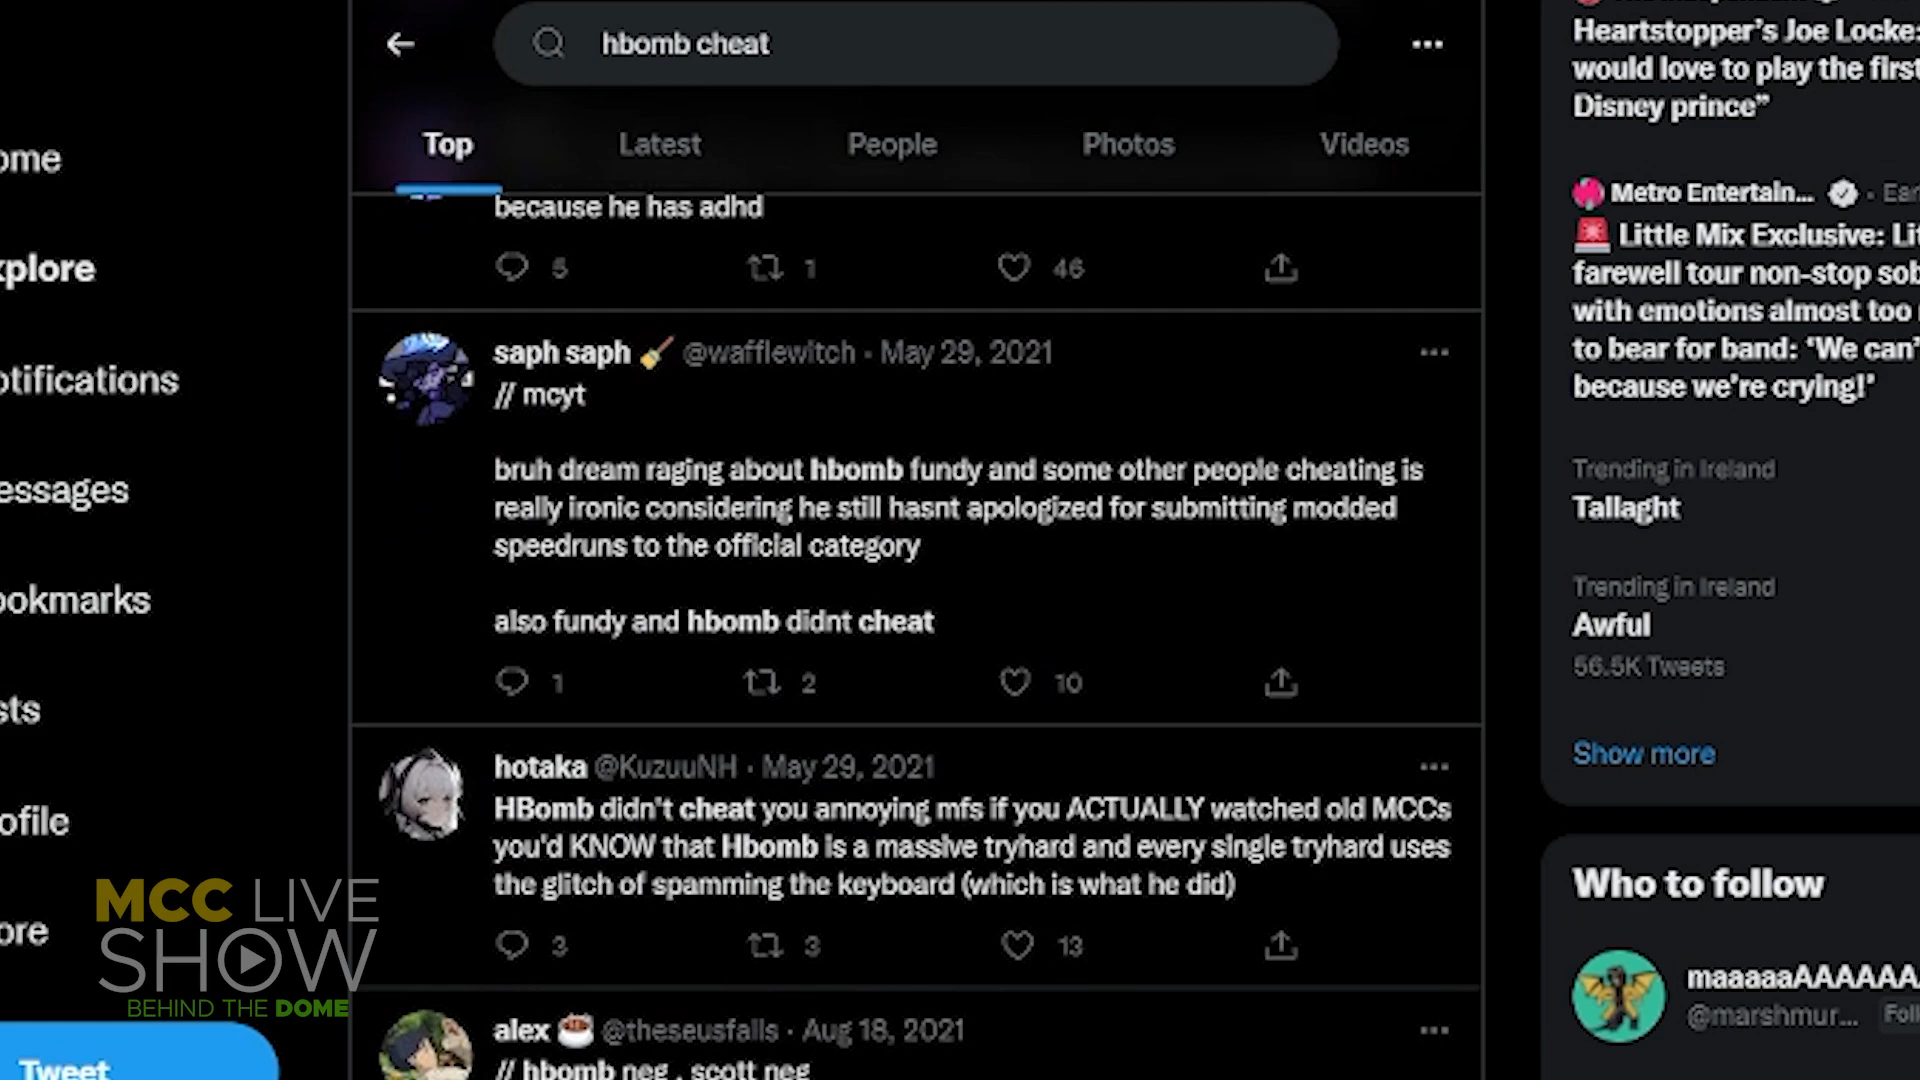 hbomb cheat
Top
Latest
People
Photos
Videos
because he has adhd
5
1
46
saph saph 🧹 @wafflewitch · May 29, 2021
// mcyt
bruh dream raging about hbomb fundy and some other people cheating is
really ironic considering he still hasnt apologized for submitting modded
speedruns to the official category
also fundy and hbomb didnt cheat
1
2
10
hotaka @KuzuuNH · May 29, 2021
HBomb didn't cheat you annoying mfs if you ACTUALLY watched old MCCs
you'd KNOW that Hbomb is a massive tryhard and every single tryhard uses
the glitch of spamming the keyboard (which is what he did)
3
3
13
alex ☕ @theseusfalls · Aug 18, 2021
// hbomb neg , scott neg
ome
xplore
otifications
essages
ookmarks
sts
ofile
ore
Tweet
MCC LIVE
SHOW
BEHIND THE DOME
Heartstopper's Joe Locke:
would love to play the first
Disney prince"
Metro Entertain... · Ear
🚨 Little Mix Exclusive: Lit
farewell tour non-stop sob
with emotions almost too
to bear for band: 'We can'
because we're crying!'
Trending in Ireland
Tallaght
Trending in Ireland
Awful
56.5K Tweets
Show more
Who to follow
maaaaaAAAAAA
@marshmur...
Foll